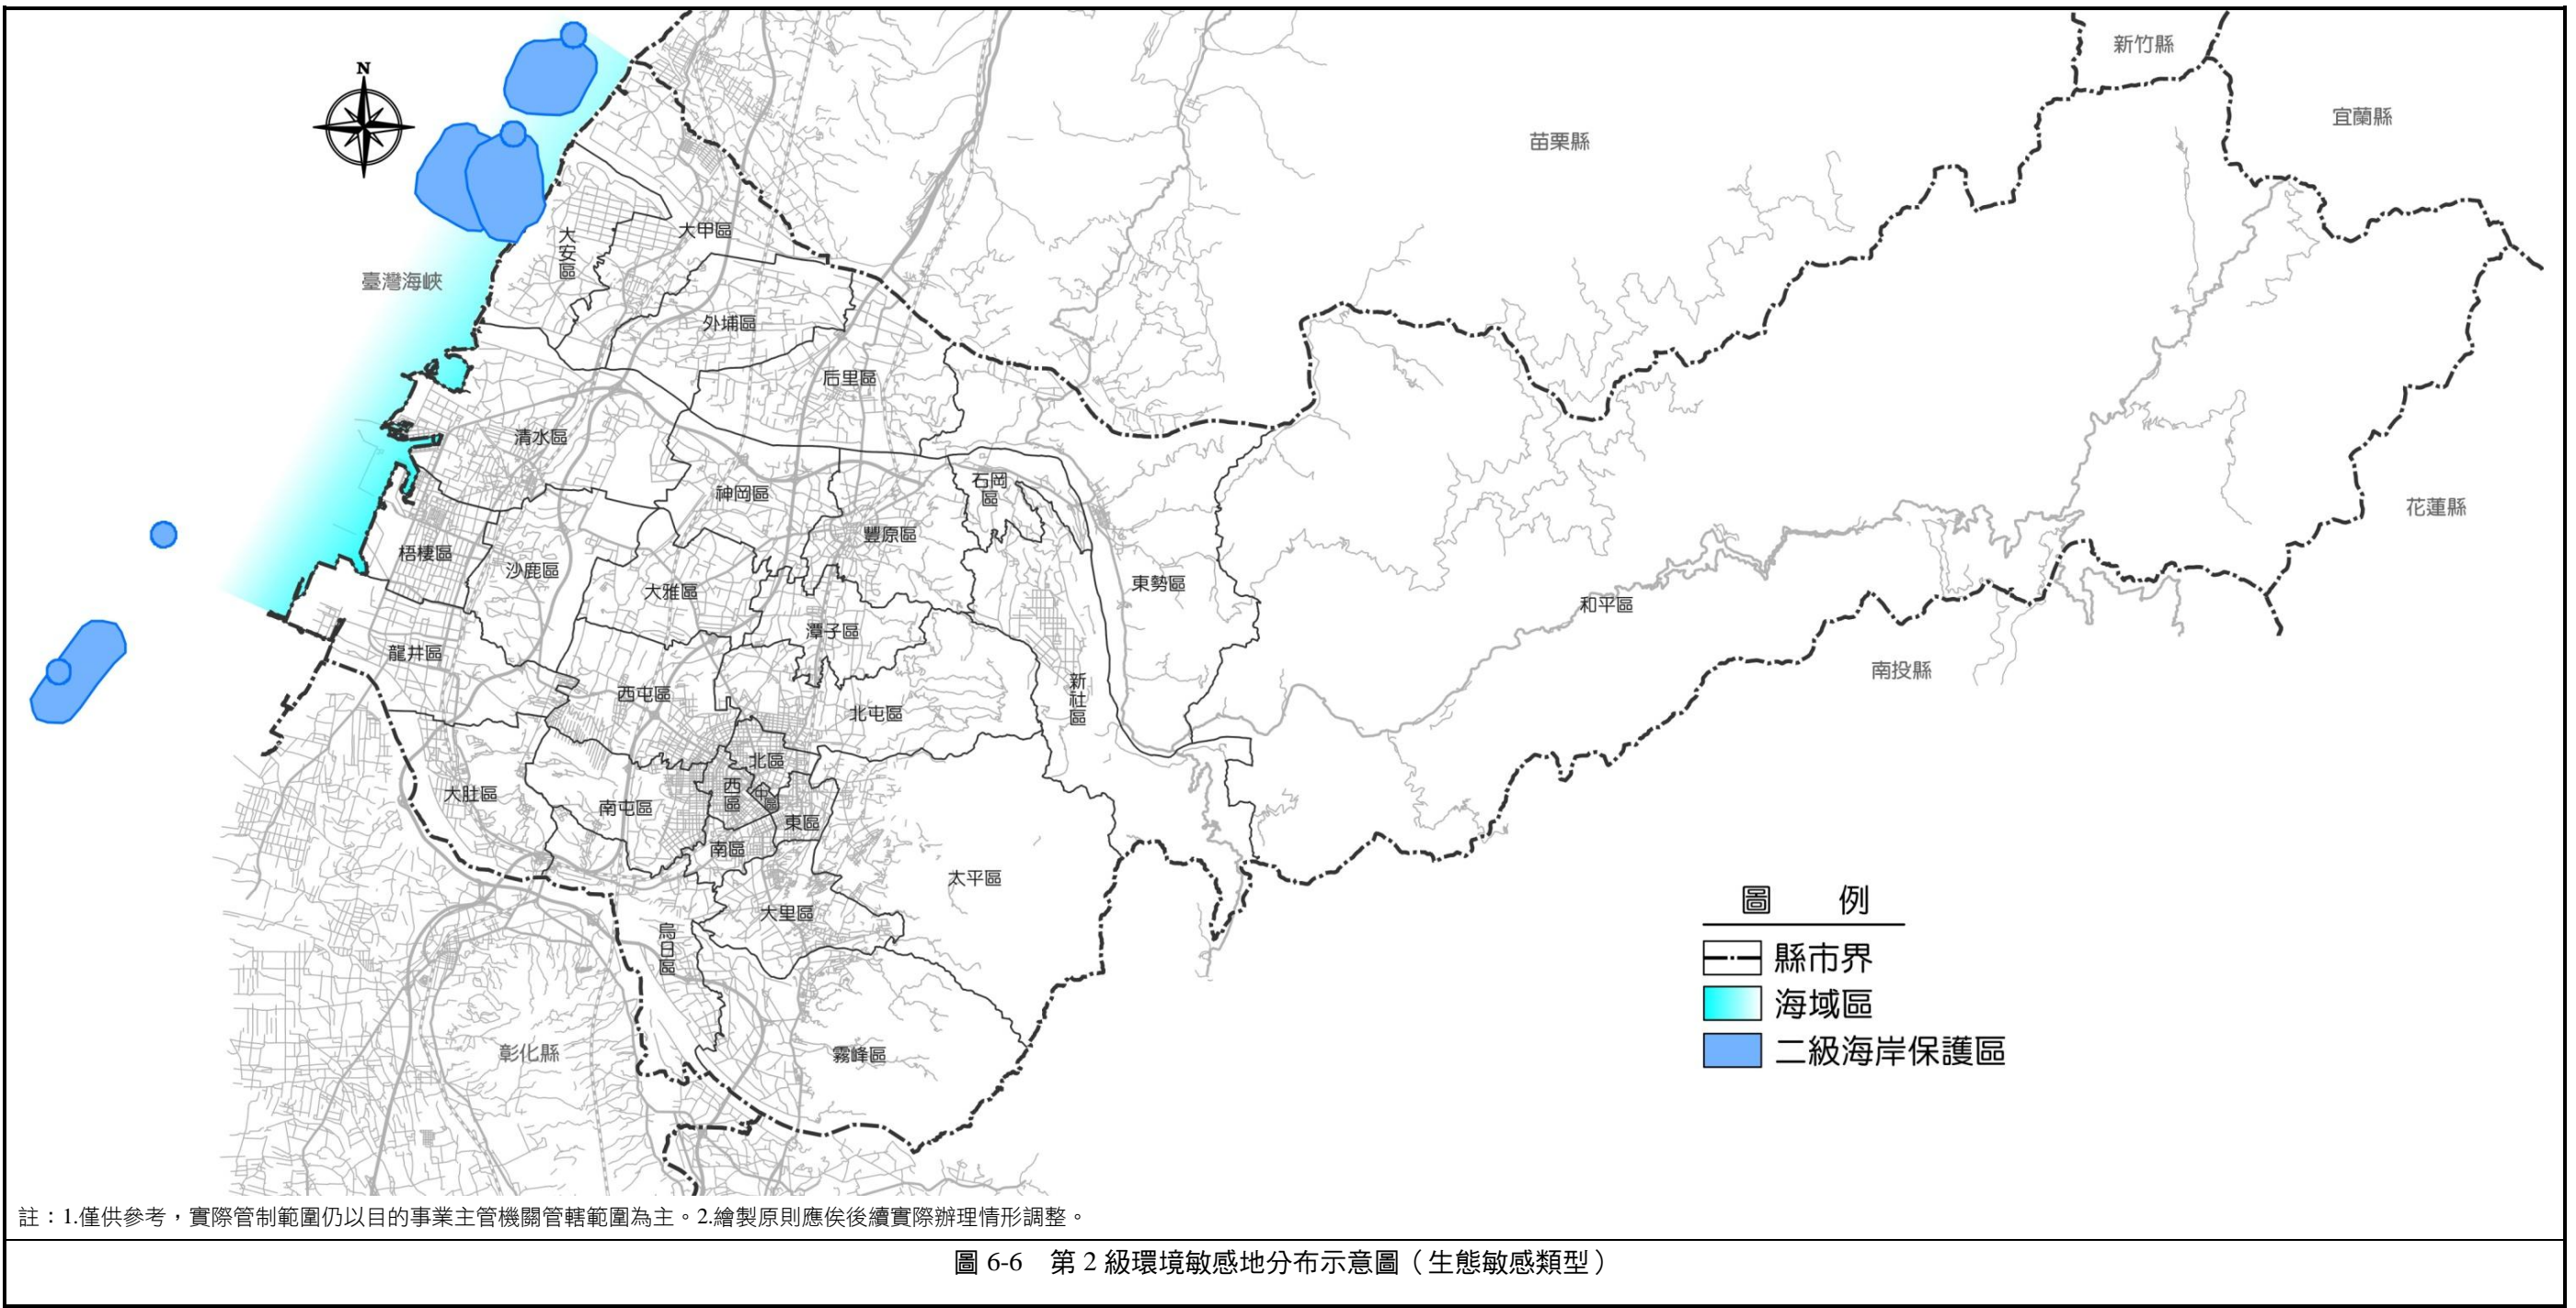 N
新竹縣
宜蘭縣
苗栗縣
大甲區
大安區
臺灣海峽
外埔區
后里區
清水區
神岡區
石岡區
花蓮縣
豐原區
梧棲區
沙鹿區
大雅區
東勢區
和平區
潭子區
龍井區
南投縣
西屯區
新社區
北屯區
北區
西區
中區
大肚區
南屯區
東區
南區
太平區
大里區
烏日區
彰化縣
霧峰區
圖 例
縣市界
海域區
二級海岸保護區
註：1.僅供參考，實際管制範圍仍以目的事業主管機關管轄範圍為主。2.繪製原則應俟後續實際辦理情形調整。
圖 6-6 第 2 級環境敏感地分布示意圖（生態敏感類型）